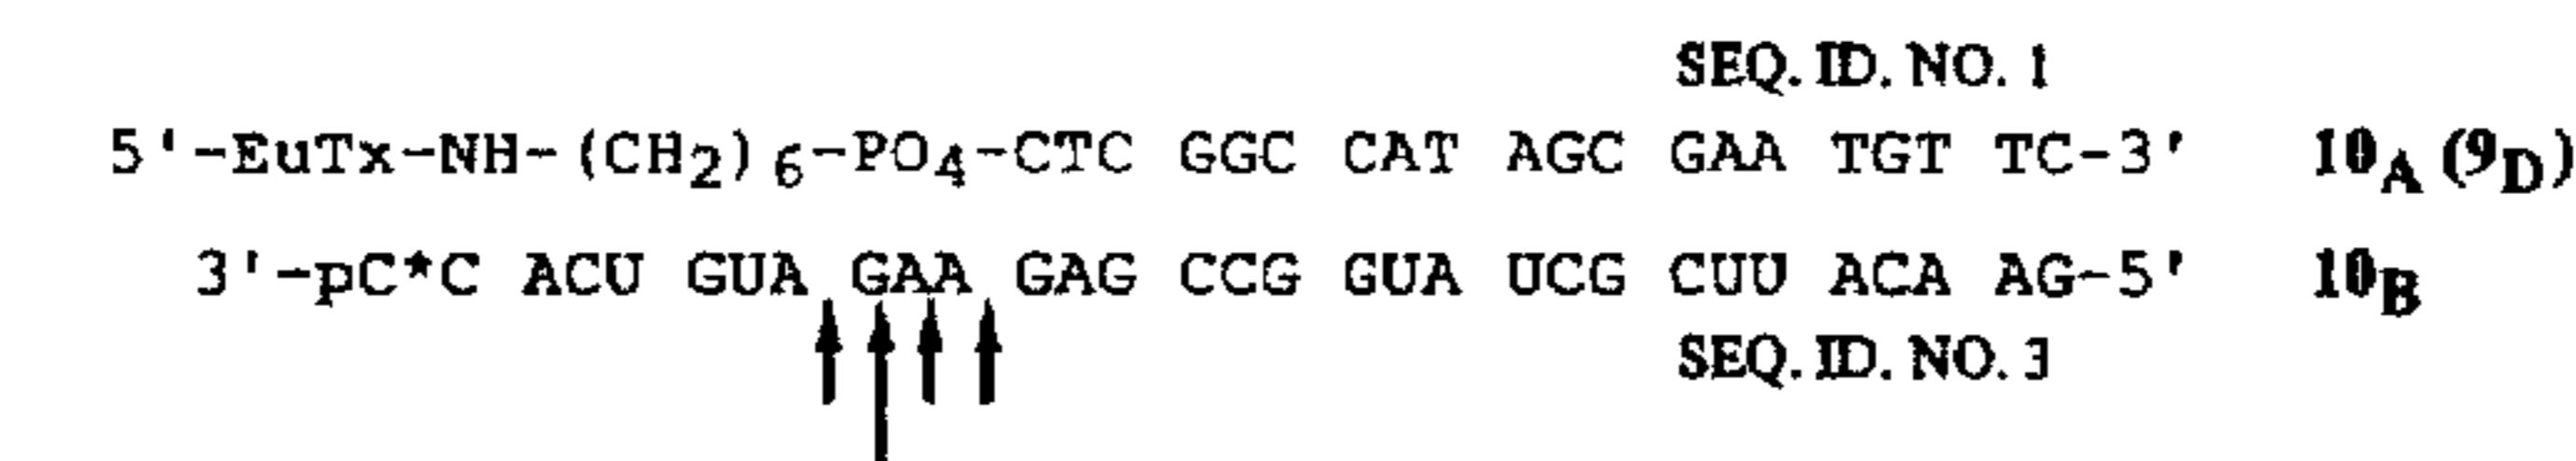 SEQ. ID. NO. 1
5'-EuTx-NH-(CH2)6-PO4-CTC GGC CAT AGC GAA TGT TC-3' 10A (9D)
3'-pC*C ACU GUA GAA GAG CCG GUA UCG CUU ACA AG-5' 10B
SEQ. ID. NO. 3